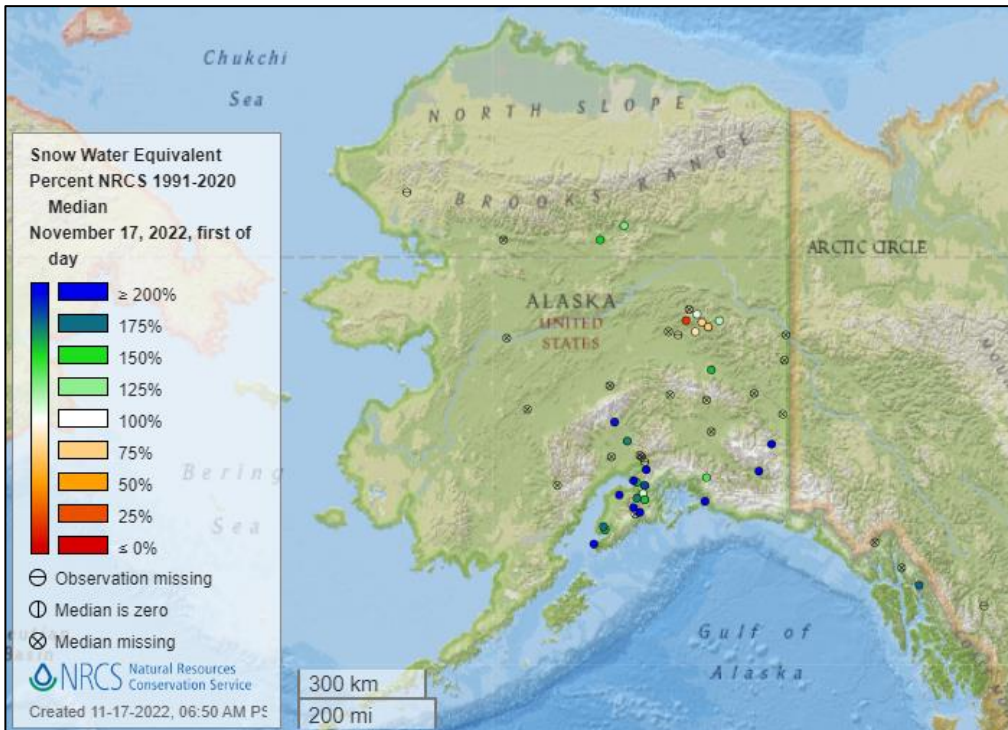 Chukchi
Sea
NORTH SLOPE
BROOKS RANGE
ARCTIC CIRCLE
ALASKA
UNITED
STATES
Bering
Sea
Gulf of
Alaska
Snow Water Equivalent
Percent NRCS 1991-2020
Median
November 17, 2022, first of
day
≥ 200%
175%
150%
125%
100%
75%
50%
25%
≤ 0%
Observation missing
Median is zero
Median missing
NRCS Natural Resources
Conservation Service
Created 11-17-2022, 06:50 AM PS
300 km
200 mi